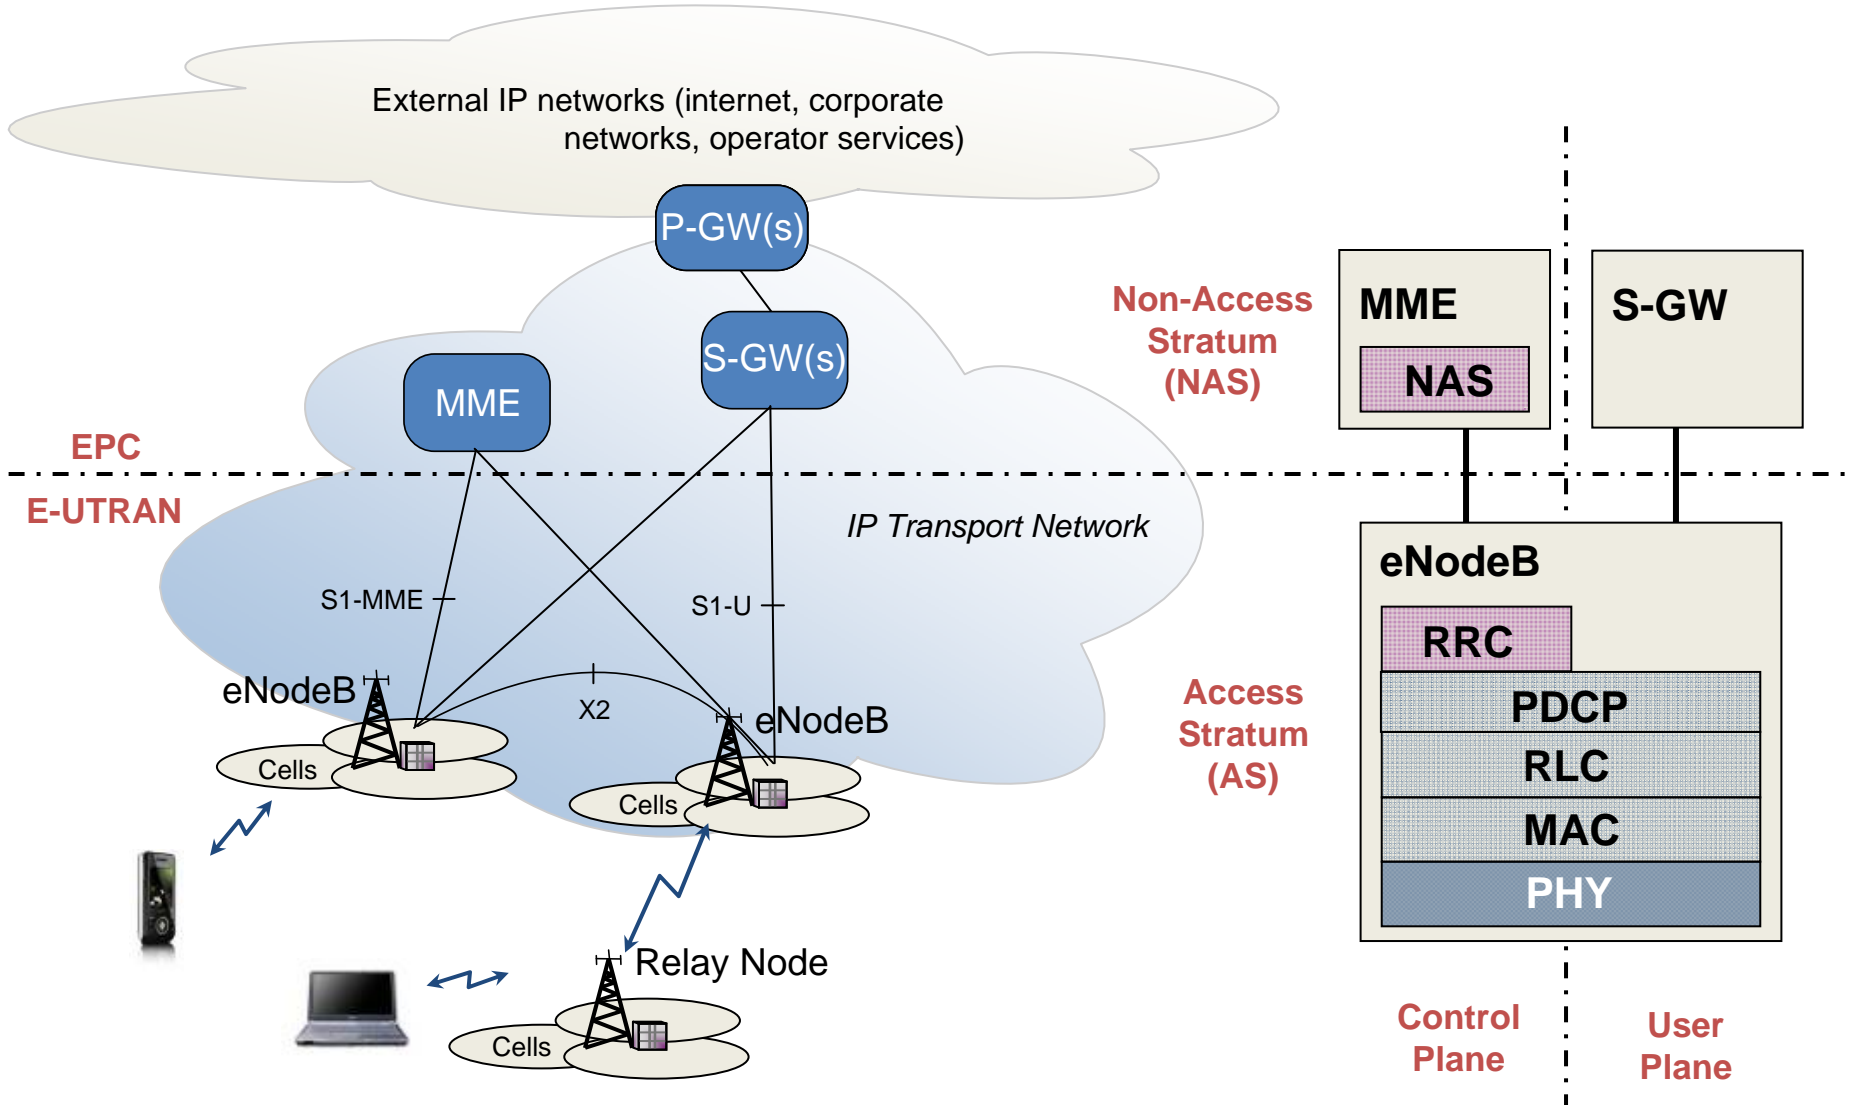 External IP networks (internet, corporate
networks, operator services)
P-GW(s)
S-GW(s)
MME
EPC
E-UTRAN
IP Transport Network
S1-MME
S1-U
X2
eNodeB
Cells
eNodeB
Cells
Relay Node
Cells
Non-Access
Stratum
(NAS)
MME
NAS
S-GW
Access
Stratum
(AS)
eNodeB
RRC
PDCP
RLC
MAC
PHY
Control
Plane
User
Plane